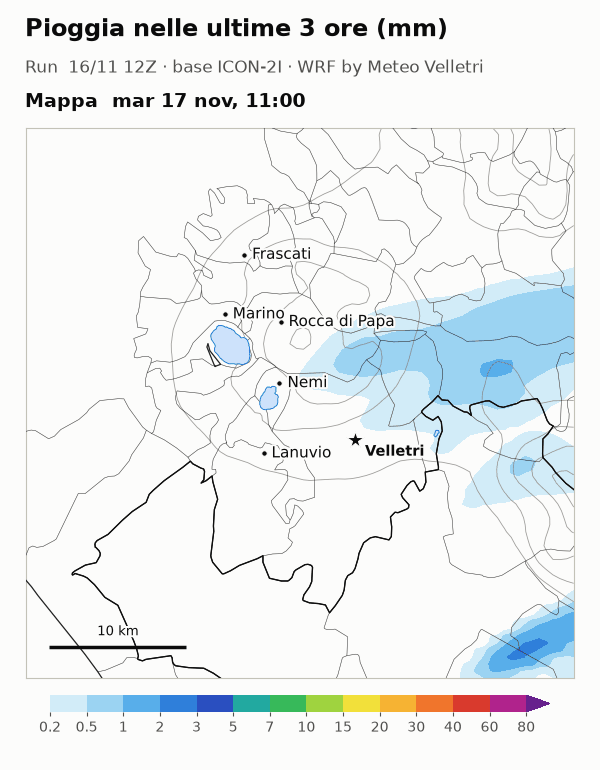 Pioggia nelle ultime 3 ore (mm)
Run  16/11 12Z · base ICON-2I · WRF by Meteo Velletri
Mappa  mar 17 nov, 11:00
Frascati
Marino
Rocca di Papa
Nemi
Velletri
Lanuvio
10 km
0.2 0.5 1 2 3 5 7 10 15 20 30 40 60 80